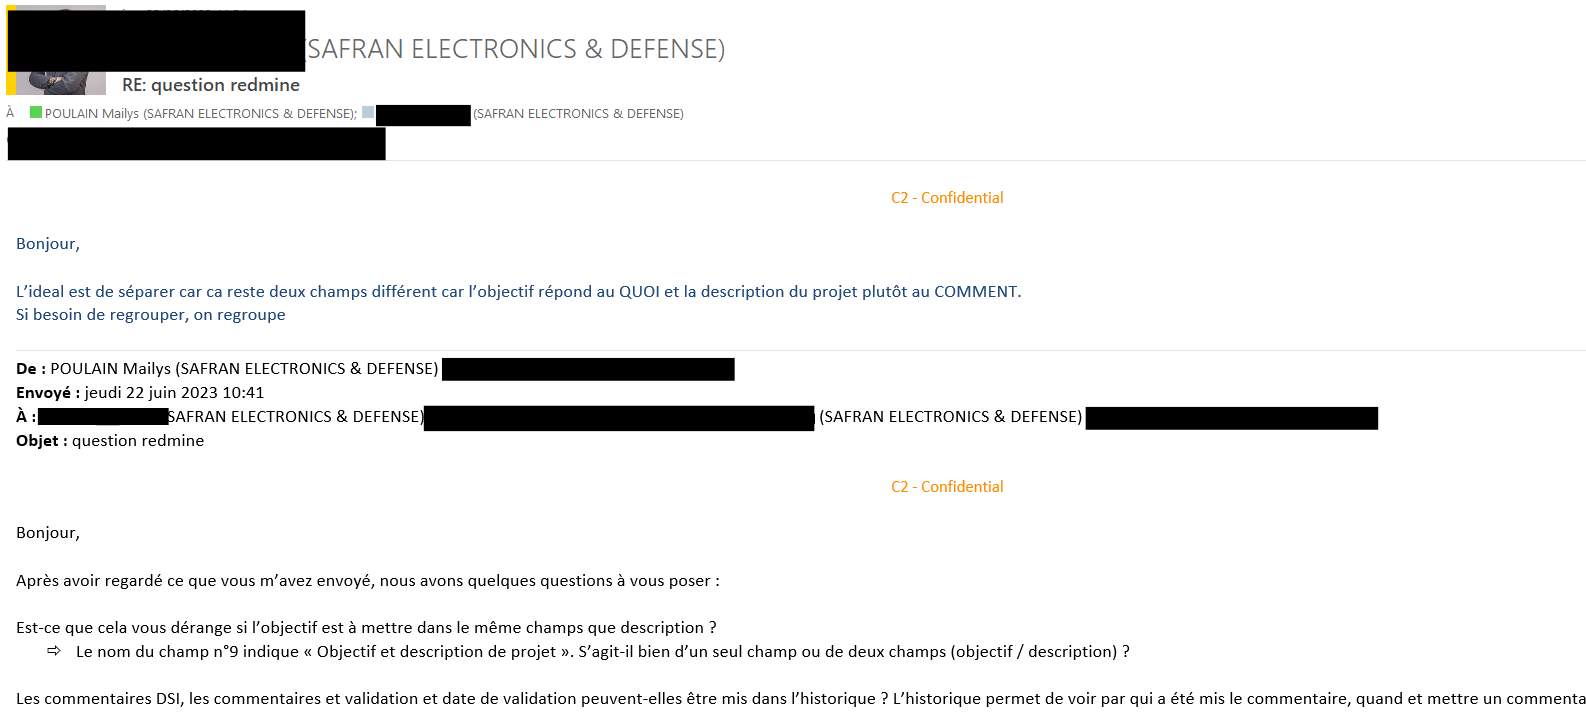 (SAFRAN ELECTRONICS & DEFENSE)
RE: question redmine
À POULAIN Mailys (SAFRAN ELECTRONICS & DEFENSE); (SAFRAN ELECTRONICS & DEFENSE)
C2 - Confidential
Bonjour,
L’ideal est de séparer car ca reste deux champs différent car l’objectif répond au QUOI et la description du projet plutôt au COMMENT.
Si besoin de regrouper, on regroupe
De : POULAIN Mailys (SAFRAN ELECTRONICS & DEFENSE)
Envoyé : jeudi 22 juin 2023 10:41
À : SAFRAN ELECTRONICS & DEFENSE) (SAFRAN ELECTRONICS & DEFENSE)
Objet : question redmine
C2 - Confidential
Bonjour,
Après avoir regardé ce que vous m’avez envoyé, nous avons quelques questions à vous poser :
Est-ce que cela vous dérange si l’objectif est à mettre dans le même champs que description ?
⇨ Le nom du champ n°9 indique « Objectif et description de projet ». S’agit-il bien d’un seul champ ou de deux champs (objectif / description) ?
Les commentaires DSI, les commentaires et validation et date de validation peuvent-elles être mis dans l’historique ? L’historique permet de voir par qui a été mis le commentaire, quand et mettre un commenta